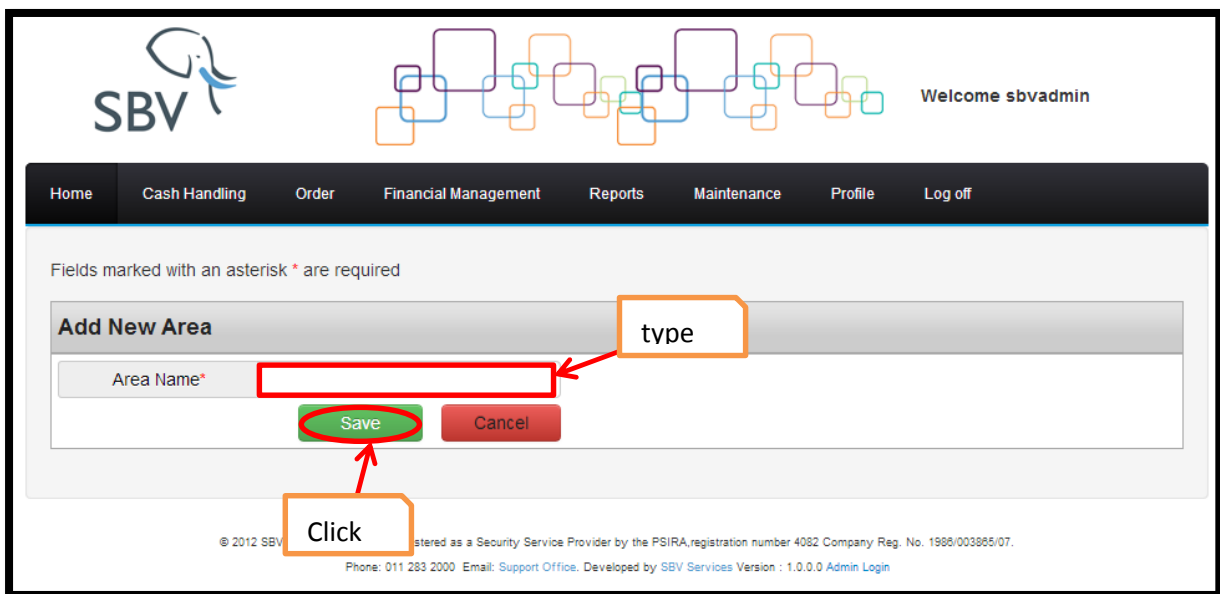 SBV
Welcome sbvadmin
Home Cash Handling Order Financial Management Reports Maintenance Profile Log off
Fields marked with an asterisk * are required
Add New Area
type
Area Name*
Save Cancel
Click
© 2012 SBV stered as a Security Service Provider by the PSIRA,registration number 4082 Company Reg. No. 1986/003865/07.
Phone: 011 283 2000 Email: Support Office. Developed by SBV Services Version : 1.0.0.0 Admin Login